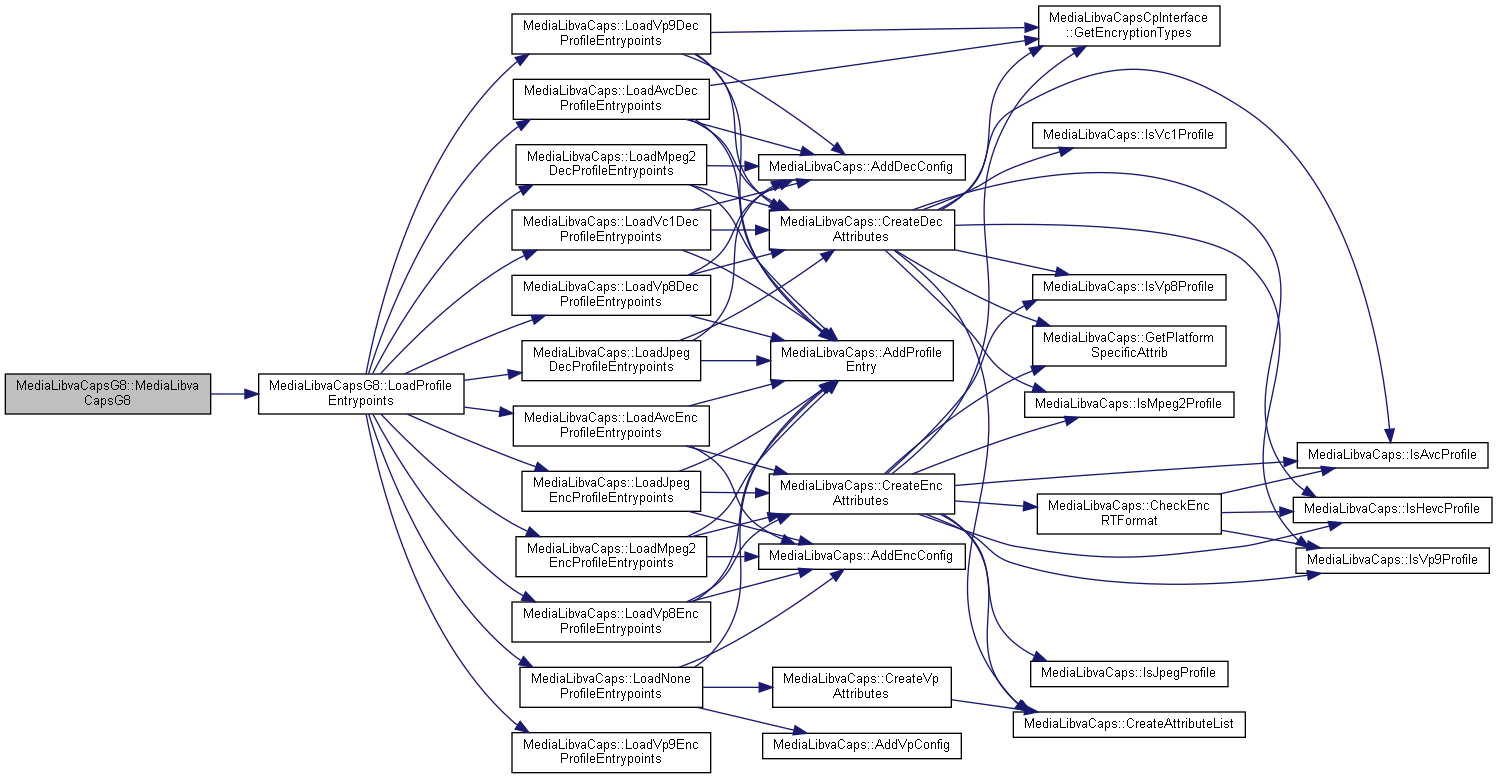 MediaLibvaCapsG8::MediaLibva
CapsG8
MediaLibvaCapsG8::LoadProfile
Entrypoints
MediaLibvaCaps::LoadVp9Dec
ProfileEntrypoints
MediaLibvaCaps::LoadAvcDec
ProfileEntrypoints
MediaLibvaCaps::LoadMpeg2
DecProfileEntrypoints
MediaLibvaCaps::LoadVc1Dec
ProfileEntrypoints
MediaLibvaCaps::LoadVp8Dec
ProfileEntrypoints
MediaLibvaCaps::LoadJpeg
DecProfileEntrypoints
MediaLibvaCaps::LoadAvcEnc
ProfileEntrypoints
MediaLibvaCaps::LoadJpeg
EncProfileEntrypoints
MediaLibvaCaps::LoadMpeg2
EncProfileEntrypoints
MediaLibvaCaps::LoadVp8Enc
ProfileEntrypoints
MediaLibvaCaps::LoadNone
ProfileEntrypoints
MediaLibvaCaps::LoadVp9Enc
ProfileEntrypoints
MediaLibvaCaps::AddDecConfig
MediaLibvaCaps::CreateDec
Attributes
MediaLibvaCaps::AddProfile
Entry
MediaLibvaCaps::CreateEnc
Attributes
MediaLibvaCaps::AddEncConfig
MediaLibvaCaps::CreateVp
Attributes
MediaLibvaCaps::AddVpConfig
MediaLibvaCapsCpInterface
::GetEncryptionTypes
MediaLibvaCaps::IsVc1Profile
MediaLibvaCaps::IsVp8Profile
MediaLibvaCaps::GetPlatform
SpecificAttrib
MediaLibvaCaps::IsMpeg2Profile
MediaLibvaCaps::CheckEnc
RTFormat
MediaLibvaCaps::IsJpegProfile
MediaLibvaCaps::CreateAttributeList
MediaLibvaCaps::IsAvcProfile
MediaLibvaCaps::IsHevcProfile
MediaLibvaCaps::IsVp9Profile